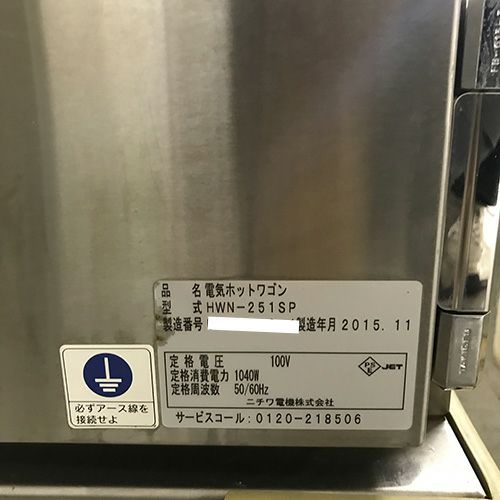 品 名 電気ホットワゴン
型 式 HWN-251SP
製造番号 製造年月 2015.11
定格電圧 100V
定格消費電力 1040W
定格周波数 50/60Hz
PS E JET
ニチワ電機株式会社
サービスコール:0120-218506
必ずアース線を
接続せよ